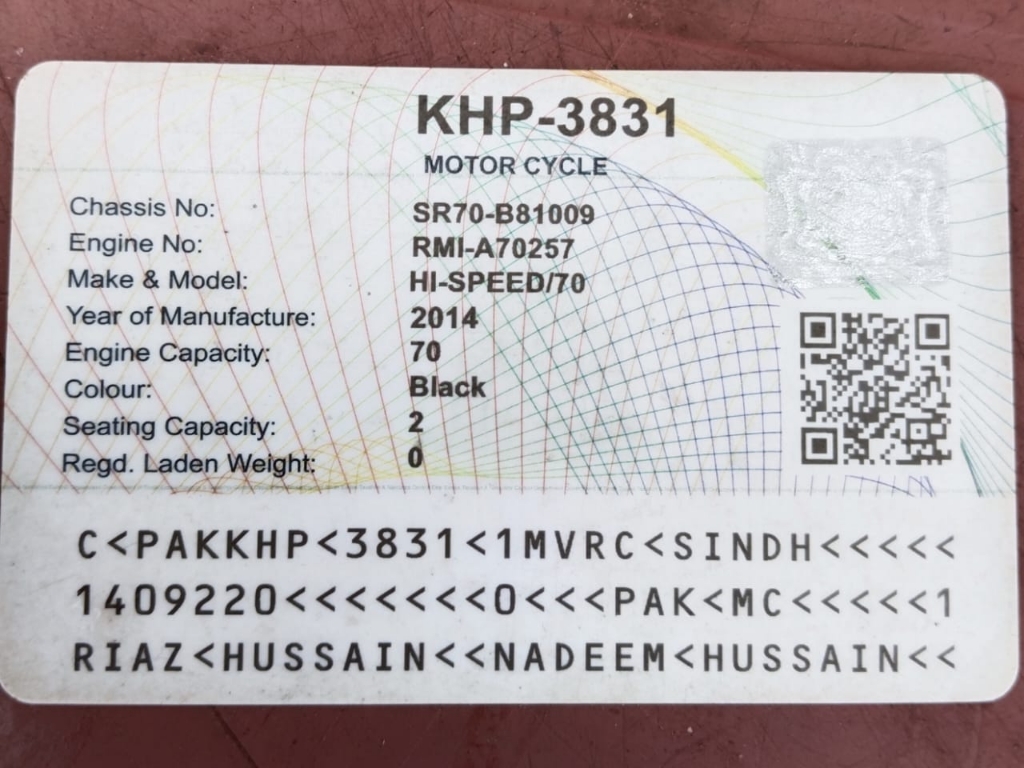 KHP-3831
MOTOR CYCLE
Chassis No: SR70-B81009
Engine No: RMI-A70257
Make & Model: HI-SPEED/70
Year of Manufacture: 2014
Engine Capacity: 70
Colour: Black
Seating Capacity: 2
Regd. Laden Weight: 0
C<PAKKHP<3831<1MVRC<SINDH<<<<<
1409220<<<<<<<0<<<PAK<MC<<<<<1
RIAZ<HUSSAIN<<NADEEM<HUSSAIN<<